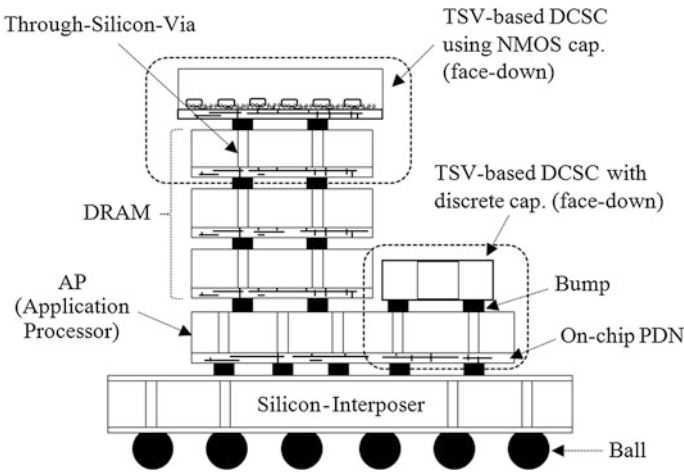 Through-Silicon-Via
TSV-based DCSC
using NMOS cap.
(face-down)
TSV-based DCSC with
discrete cap. (face-down)
DRAM
AP
(Application
Processor)
Bump
On-chip PDN
Silicon-Interposer
Ball